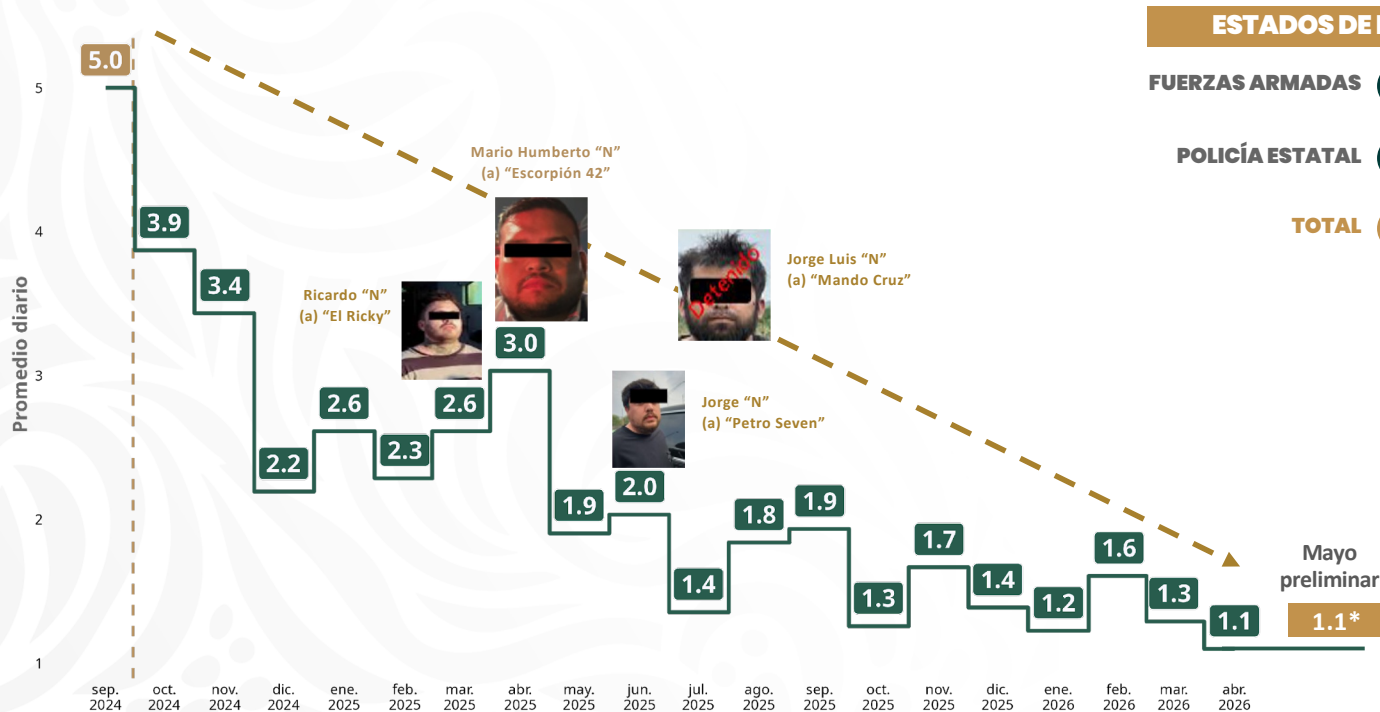 ESTADOS DE
FUERZAS ARMADAS
POLICÍA ESTATAL
TOTAL
Promedio diario
5
4
3
2
1
5.0
3.9
3.4
2.2
2.6
2.3
2.6
3.0
1.9
2.0
1.4
1.8
1.9
1.3
1.7
1.4
1.2
1.6
1.3
1.1
Mayo
preliminar
1.1*
Ricardo “N”
(a) “El Ricky”
Mario Humberto “N”
(a) “Escorpión 42”
Jorge “N”
(a) “Petro Seven”
Detenido
Jorge Luis “N”
(a) “Mando Cruz”
sep.
2024
oct.
2024
nov.
2024
dic.
2024
ene.
2025
feb.
2025
mar.
2025
abr.
2025
may.
2025
jun.
2025
jul.
2025
ago.
2025
sep.
2025
oct.
2025
nov.
2025
dic.
2025
ene.
2026
feb.
2026
mar.
2026
abr.
2026